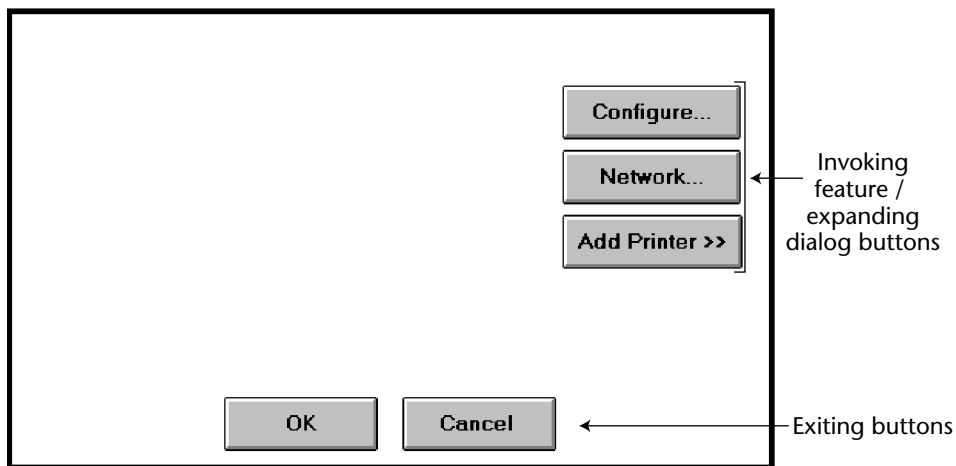 Configure...
Network...
Add Printer >>
Invoking
feature /
expanding
dialog buttons
OK
Cancel
Exiting buttons